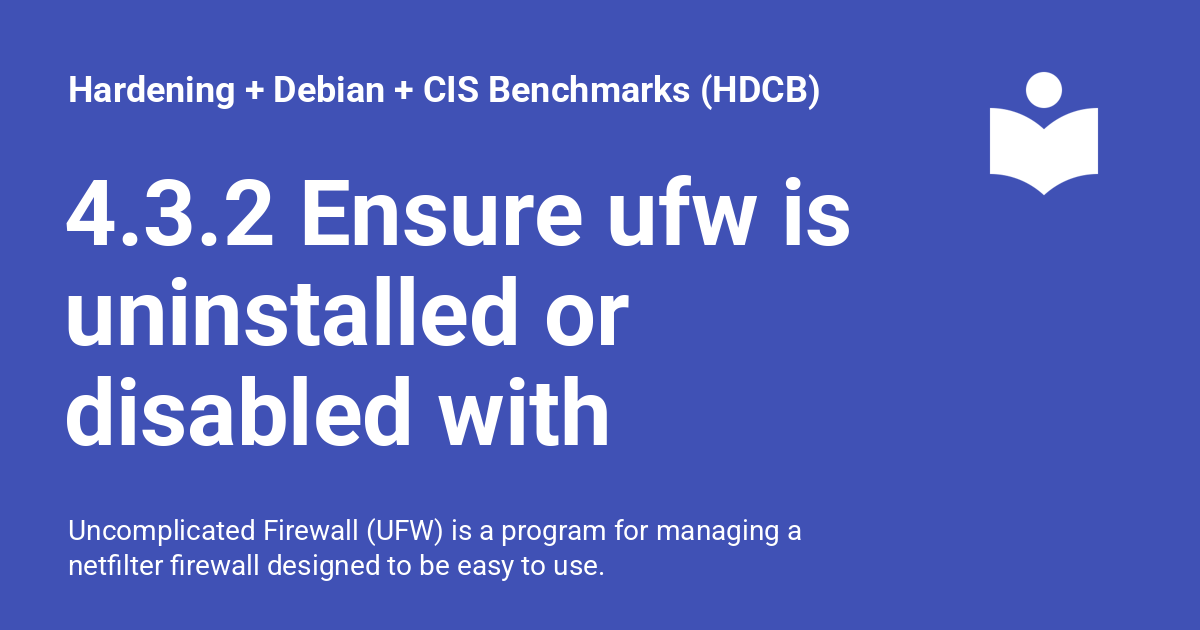 Hardening + Debian + CIS Benchmarks (HDCB)
4.3.2 Ensure ufw is
uninstalled or
disabled with
Uncomplicated Firewall (UFW) is a program for managing a
netfilter firewall designed to be easy to use.